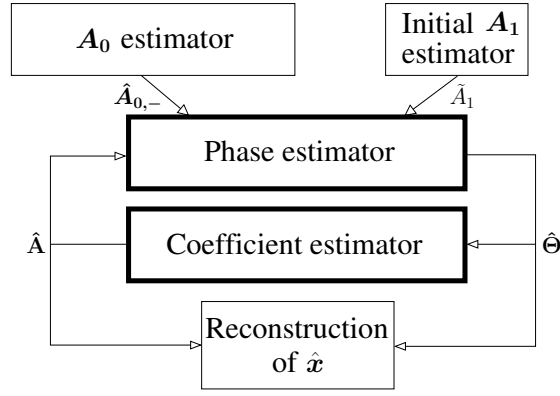 A₀ estimator
Initial A₁
estimator
Â₀,₋
Ã₁
Phase estimator
Â
Coefficient estimator
Θ̂
Reconstruction
of x̂